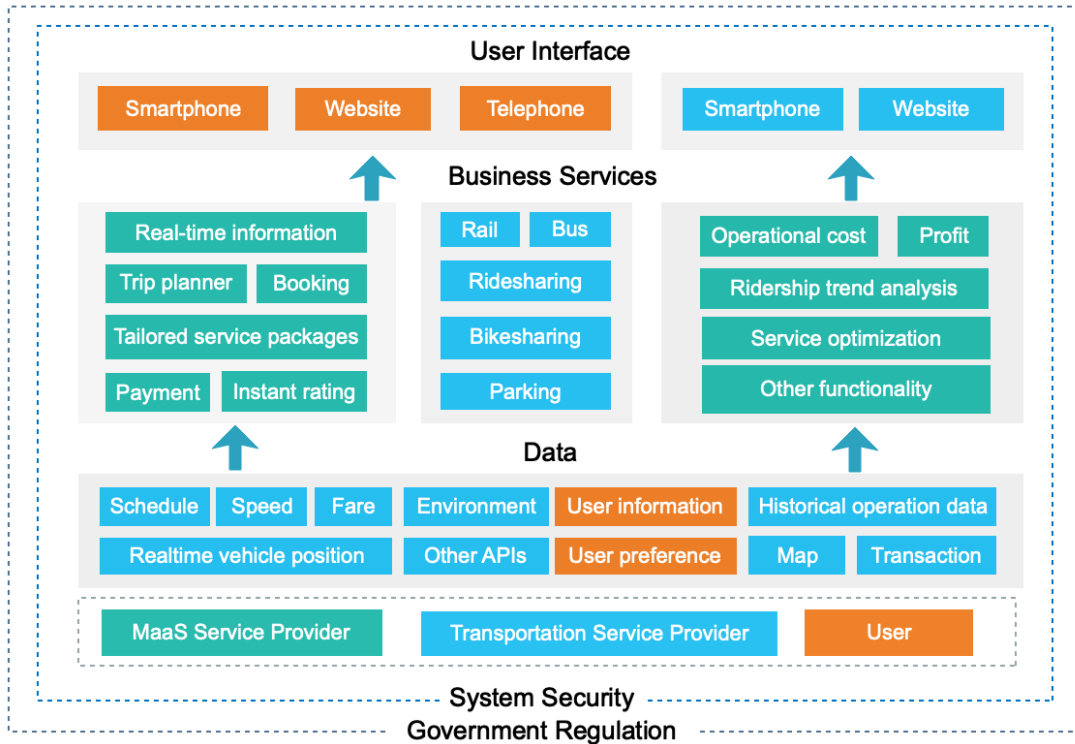 User Interface
Smartphone Website Telephone Smartphone Website
Business Services
Real-time information
Trip planner Booking
Tailored service packages
Payment Instant rating
Rail Bus
Ridesharing
Bikesharing
Parking
Operational cost Profit
Ridership trend analysis
Service optimization
Other functionality
Data
Schedule Speed Fare Environment User information Historical operation data
Realtime vehicle position Other APIs User preference Map Transaction
MaaS Service Provider Transportation Service Provider User
System Security
Government Regulation